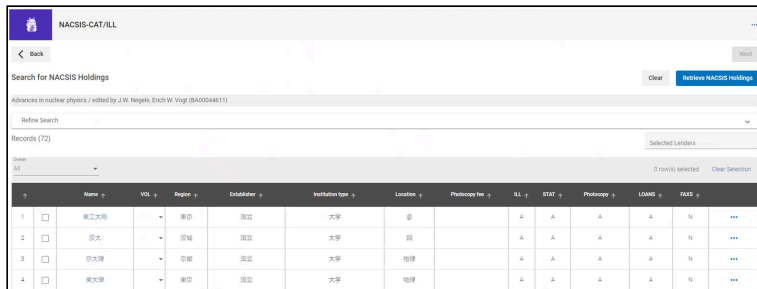 NACSIS-CAT/ILL
Back
Next
Search for NACSIS Holdings
Clear
Retrieve NACSIS Holdings
Advances in nuclear physics / edited by J.W. Negele, Erich W. Vogt (BA00044611)
Refine Search
Records (72)
Selected Lenders
Owner
All
0 row(s) selected Clear Selection
Name VOL Region Establisher Institution type Location Photocopy fee ILL STAT Photocopy LOANS FAXS
1 東工大 東京 国立 大学 A A A A N
2 茨大 茨城 国立 大学 図 A A A A N
3 京大理 京都 国立 大学 物理 A A A A N
4 東大理 東京 国立 大学 物理 A A A A N